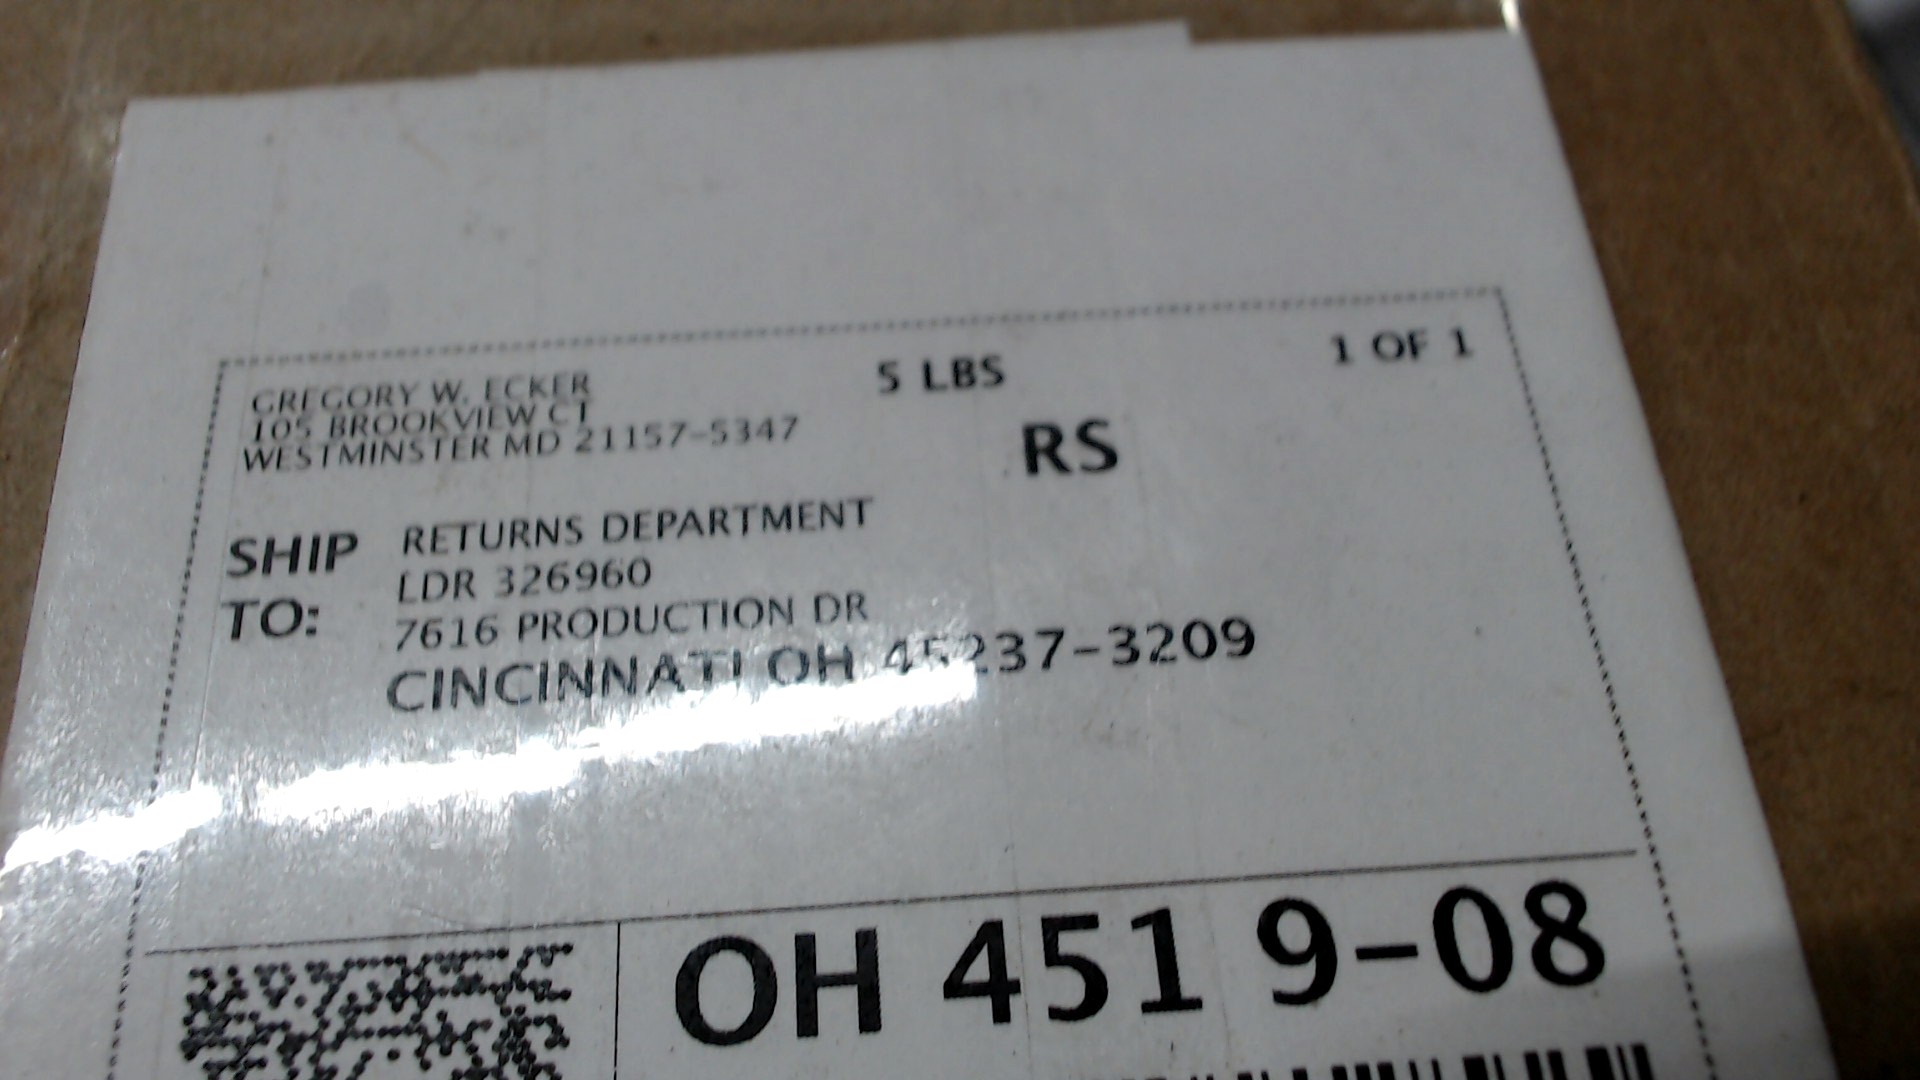 GREGORY W. ECKER
105 BROOKVIEW CT
WESTMINSTER MD 21157-5347
5 LBS
1 OF 1
RS
SHIP TO:
RETURNS DEPARTMENT
LDR 326960
7616 PRODUCTION DR
CINCINNATI OH 45237-3209
OH 451 9-08